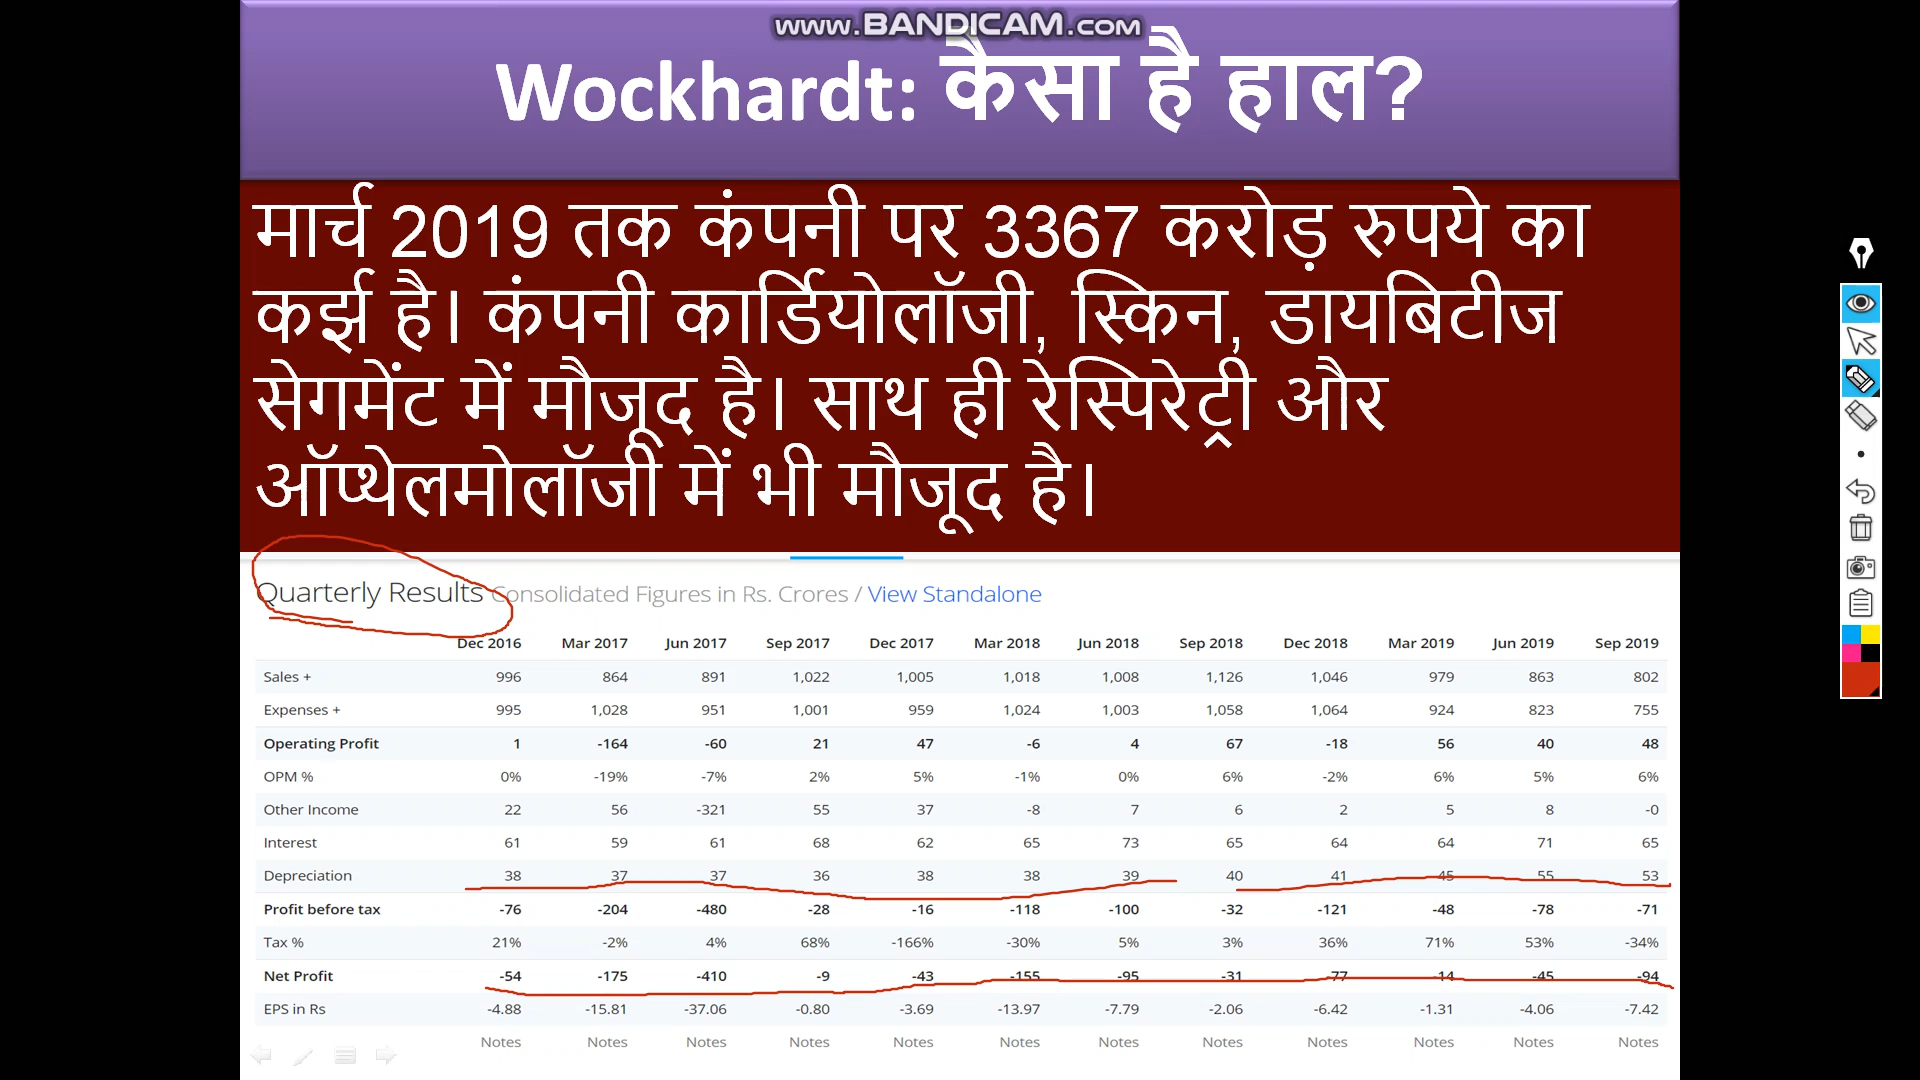 www.BANDICAM.com
Wockhardt: कैसा है हाल?
मार्च 2019 तक कंपनी पर 3367 करोड़ रुपये का
कर्झ है। कंपनी कार्डियोलॉजी, स्किन, डायबिटीज
सेगमेंट में मौजूद है। साथ ही रेस्पिरेट्री और
ऑप्थेलमोलॉजी में भी मौजूद है।
Quarterly Results Consolidated Figures in Rs. Crores / View Standalone
Dec 2016 Mar 2017 Jun 2017 Sep 2017 Dec 2017 Mar 2018 Jun 2018 Sep 2018 Dec 2018 Mar 2019 Jun 2019 Sep 2019
Sales + 996 864 891 1,022 1,005 1,018 1,008 1,126 1,046 979 863 802
Expenses + 995 1,028 951 1,001 959 1,024 1,003 1,058 1,064 924 823 755
Operating Profit 1 -164 -60 21 47 -6 4 67 -18 56 40 48
OPM % 0% -19% -7% 2% 5% -1% 0% 6% -2% 6% 5% 6%
Other Income 22 56 -321 55 37 -8 7 6 2 5 8 -0
Interest 61 59 61 68 62 65 73 65 64 64 71 65
Depreciation 38 37 37 36 38 38 39 40 41 45 55 53
Profit before tax -76 -204 -480 -28 -16 -118 -100 -32 -121 -48 -78 -71
Tax % 21% -2% 4% 68% -166% -30% 5% 3% 36% 71% 53% -34%
Net Profit -54 -175 -410 -9 -43 -155 -95 -31 -77 -14 -45 -94
EPS in Rs -4.88 -15.81 -37.06 -0.80 -3.69 -13.97 -7.79 -2.06 -6.42 -1.31 -4.06 -7.42
Notes Notes Notes Notes Notes Notes Notes Notes Notes Notes Notes Notes